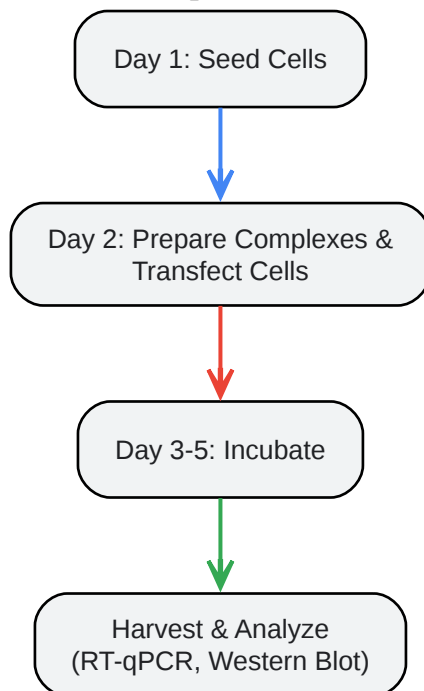 Day 1: Seed Cells
Day 2: Prepare Complexes &
Transfect Cells
Day 3-5: Incubate
Harvest & Analyze
(RT-qPCR, Western Blot)